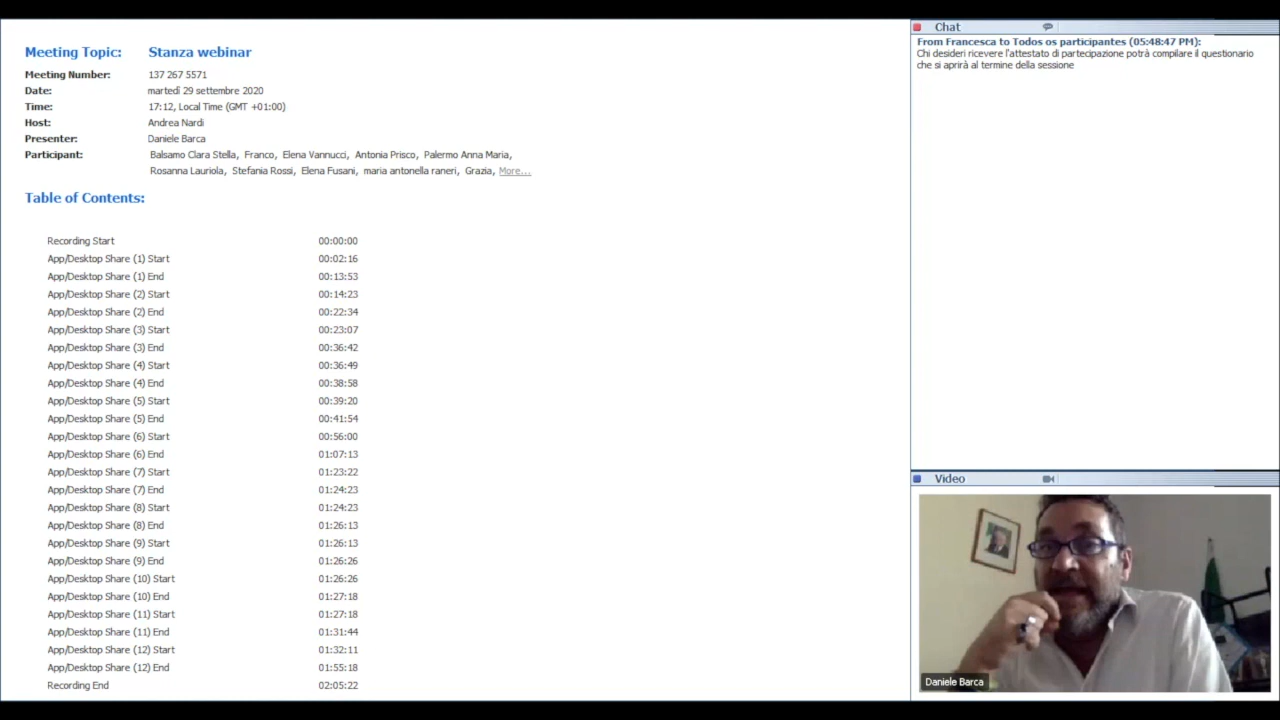 Meeting Topic: Stanza webinar
Meeting Number: 137 267 5571
Date: martedì 29 settembre 2020
Time: 17:12, Local Time (GMT +01:00)
Host: Andrea Nardi
Presenter: Daniele Barca
Participant: Balsamo Clara Stella, Franco, Elena Vannucci, Antonia Prisco, Palermo Anna Maria,
Rosanna Lauriola, Stefania Rossi, Elena Fusani, maria antonella raneri, Grazia, More...
Table of Contents:
Recording Start 00:00:00
App/Desktop Share (1) Start 00:02:16
App/Desktop Share (1) End 00:13:53
App/Desktop Share (2) Start 00:14:23
App/Desktop Share (2) End 00:22:34
App/Desktop Share (3) Start 00:23:07
App/Desktop Share (3) End 00:36:42
App/Desktop Share (4) Start 00:36:49
App/Desktop Share (4) End 00:38:58
App/Desktop Share (5) Start 00:39:20
App/Desktop Share (5) End 00:41:54
App/Desktop Share (6) Start 00:56:00
App/Desktop Share (6) End 01:07:13
App/Desktop Share (7) Start 01:23:22
App/Desktop Share (7) End 01:24:23
App/Desktop Share (8) Start 01:24:23
App/Desktop Share (8) End 01:26:13
App/Desktop Share (9) Start 01:26:13
App/Desktop Share (9) End 01:26:26
App/Desktop Share (10) Start 01:26:26
App/Desktop Share (10) End 01:27:18
App/Desktop Share (11) Start 01:27:18
App/Desktop Share (11) End 01:31:44
App/Desktop Share (12) Start 01:32:11
App/Desktop Share (12) End 01:55:18
Recording End 02:05:22
Chat
From Francesca to Todos os participantes (05:48:47 PM):
Chi desideri ricevere l'attestato di partecipazione potrà compilare il questionario
che si aprirà al termine della sessione
Video
Daniele Barca